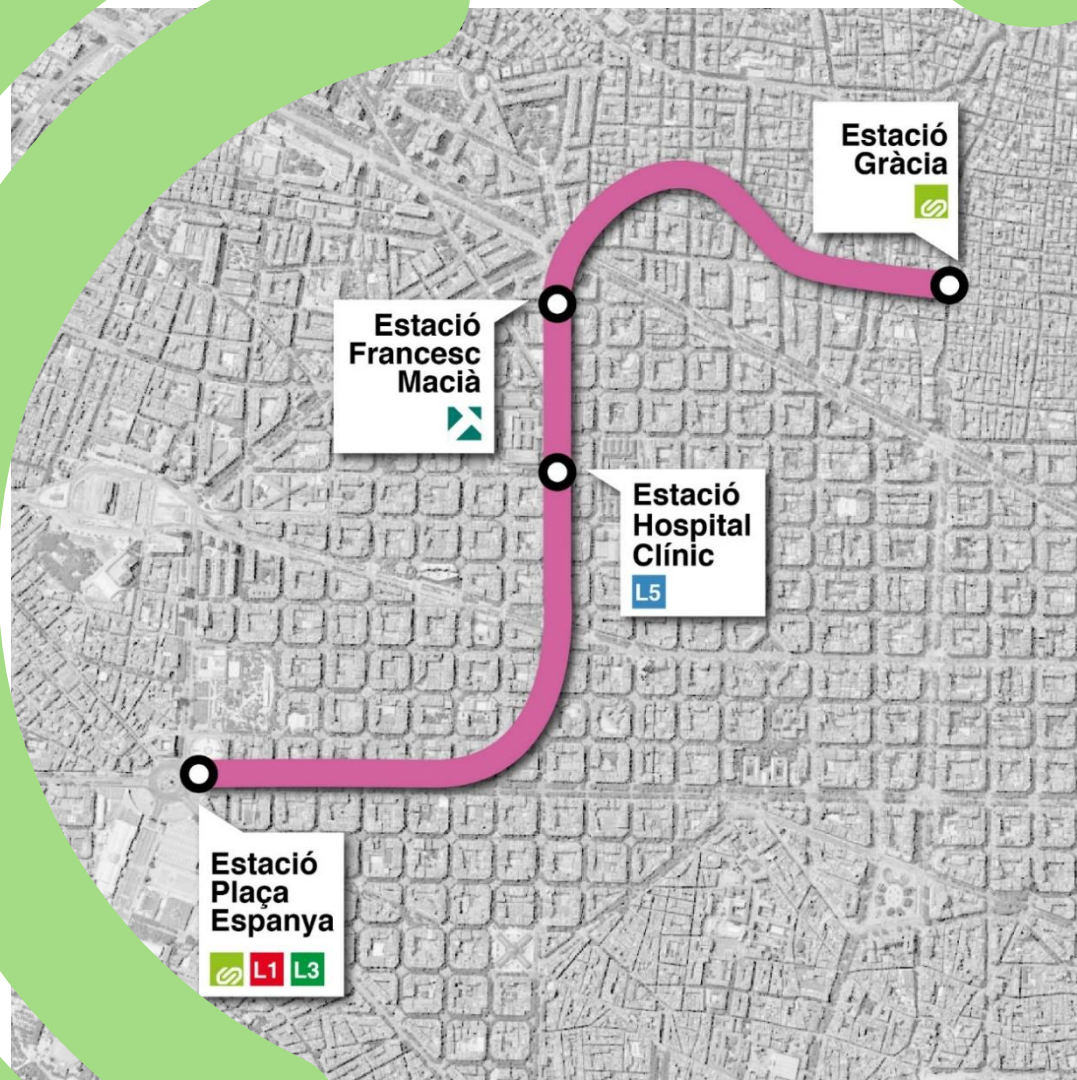 Estació
Gràcia
Estació
Francesc
Macià
Estació
Hospital
Clínic
L5
Estació
Plaça
Espanya
L1 L3